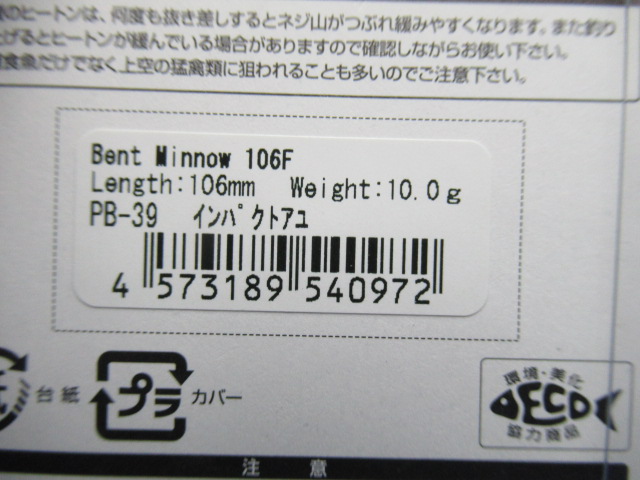 のヒートンは、何度も抜き差しするとネジ山がつぶれ緩みやすくなります。また釣り
上げるとヒートンが緩んでいる場合がありますので確認しながらお使い下さい。
食魚だけでなく上空の猛禽類に狙われることも多いのでご注意下さい。
Bent Minnow 106F
Length:106mm Weight:10.0g
PB-39 インパクトアユ
4 573189 540972
台紙
プラ
カバー
環境・美化
ECO
協力商品
注意